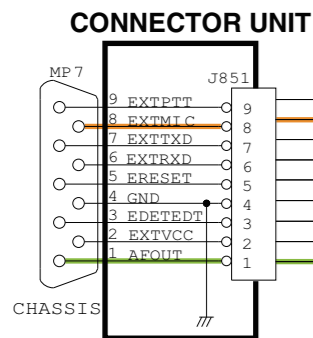 CONNECTOR UNIT
MP7
J851
9 EXTPTT 9
8 EXTMIC 8
7 EXTTXD 7
6 EXTRXD 6
5 ERESET 5
4 GND 4
3 EDETEDT 3
2 EXTVCC 2
1 AFOUT 1
CHASSIS